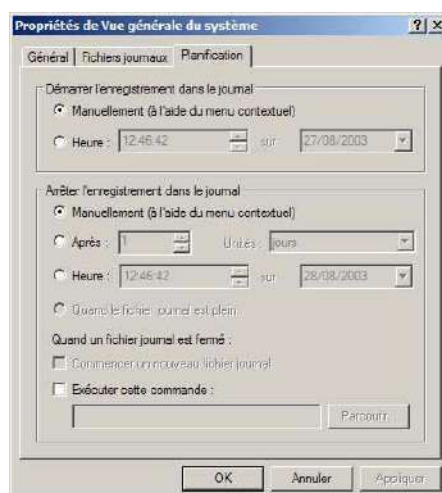 Propriétés de Vue générale du système
Général Fichiers journaux Planification
Démarrer l'enregistrement dans le journal
Manuellement (à l'aide du menu contextuel)
Heure : 12:46:42 sur 27/08/2003
Arrêter l'enregistrement dans le journal
Manuellement (à l'aide du menu contextuel)
Après : 1 Unités : jours
Heure : 12:46:42 sur 28/08/2003
Quand le fichier journal est plein
Quand un fichier journal est fermé :
Commencer un nouveau fichier journal
Exécuter cette commande :
Parcourir...
OK Annuler Appliquer